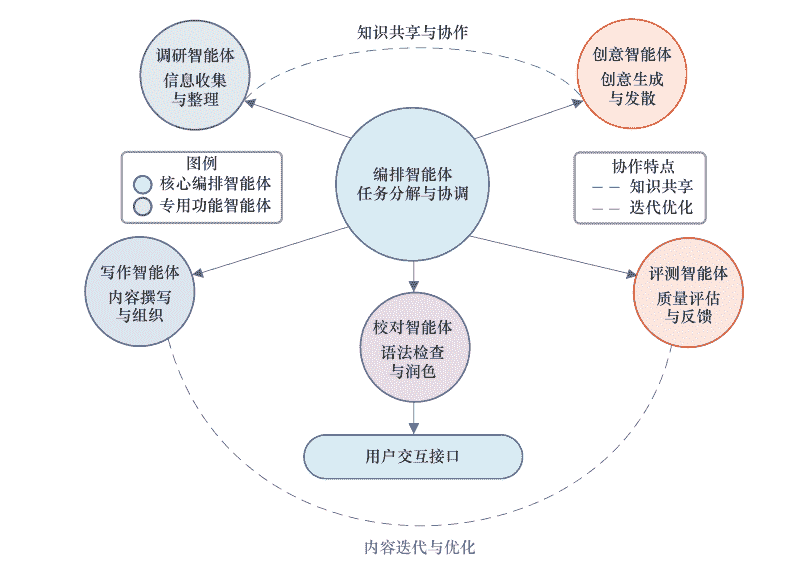 知识共享与协作
调研智能体
信息收集
与整理
创意智能体
创意生成
与发散
编排智能体
任务分解与协调
图例
核心编排智能体
专用功能智能体
协作特点
知识共享
迭代优化
写作智能体
内容撰写
与组织
评测智能体
质量评估
与反馈
校对智能体
语法检查
与润色
用户交互接口
内容迭代与优化